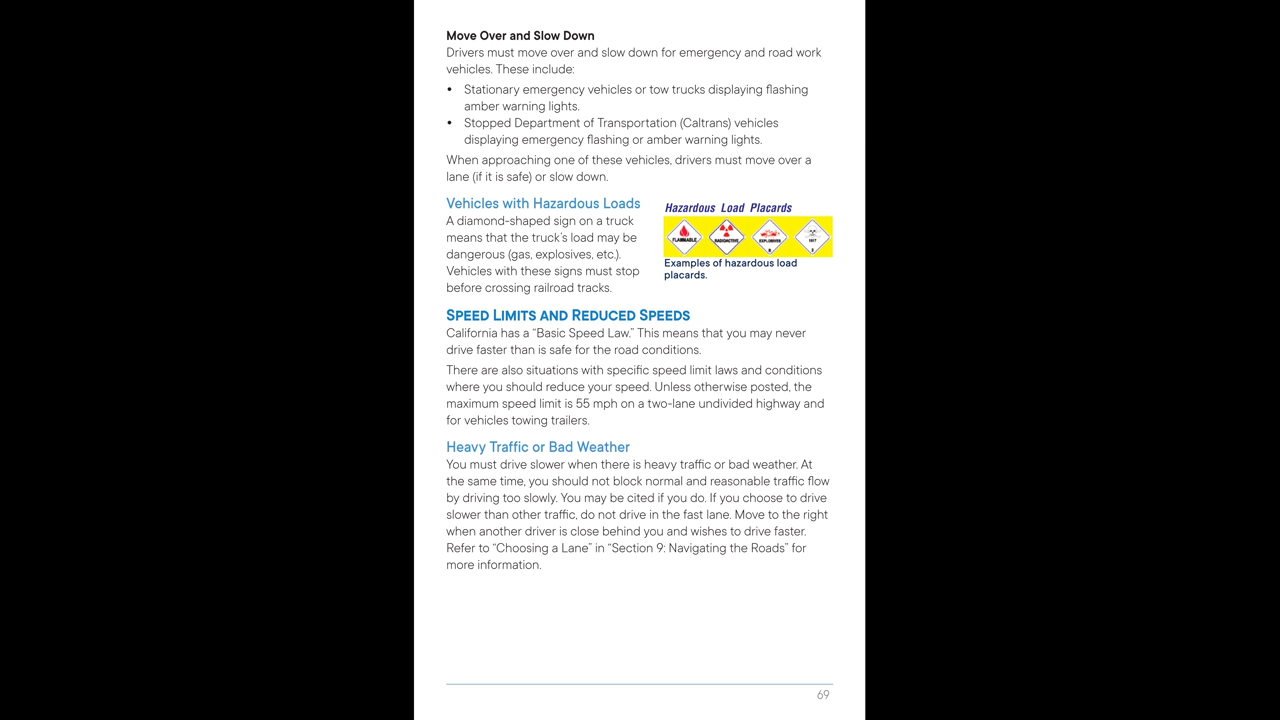 Move Over and Slow Down
Drivers must move over and slow down for emergency and road work
vehicles. These include:
• Stationary emergency vehicles or tow trucks displaying flashing
amber warning lights.
• Stopped Department of Transportation (Caltrans) vehicles
displaying emergency flashing or amber warning lights.
When approaching one of these vehicles, drivers must move over a
lane (if it is safe) or slow down.
Vehicles with Hazardous Loads
A diamond-shaped sign on a truck
means that the truck's load may be
dangerous (gas, explosives, etc.).
Vehicles with these signs must stop
before crossing railroad tracks.
Hazardous Load Placards
FLAMMABLE
RADIOACTIVE
EXPLOSIVES
Examples of hazardous load
placards.
SPEED LIMITS AND REDUCED SPEEDS
California has a "Basic Speed Law." This means that you may never
drive faster than is safe for the road conditions.
There are also situations with specific speed limit laws and conditions
where you should reduce your speed. Unless otherwise posted, the
maximum speed limit is 55 mph on a two-lane undivided highway and
for vehicles towing trailers.
Heavy Traffic or Bad Weather
You must drive slower when there is heavy traffic or bad weather. At
the same time, you should not block normal and reasonable traffic flow
by driving too slowly. You may be cited if you do. If you choose to drive
slower than other traffic, do not drive in the fast lane. Move to the right
when another driver is close behind you and wishes to drive faster.
Refer to "Choosing a Lane" in "Section 9: Navigating the Roads" for
more information.
69